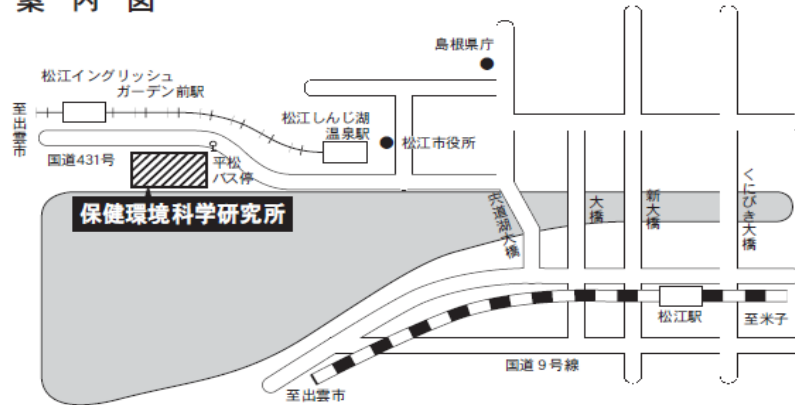 案内図
島根県庁
松江イングリッシュ
ガーデン前駅
至出雲市
松江しんじ湖
温泉駅
松江市役所
国道431号
平松
バス停
保健環境科学研究所
宍道湖大橋
大橋
新大橋
くにびき大橋
松江駅
至米子
国道9号線
至出雲市